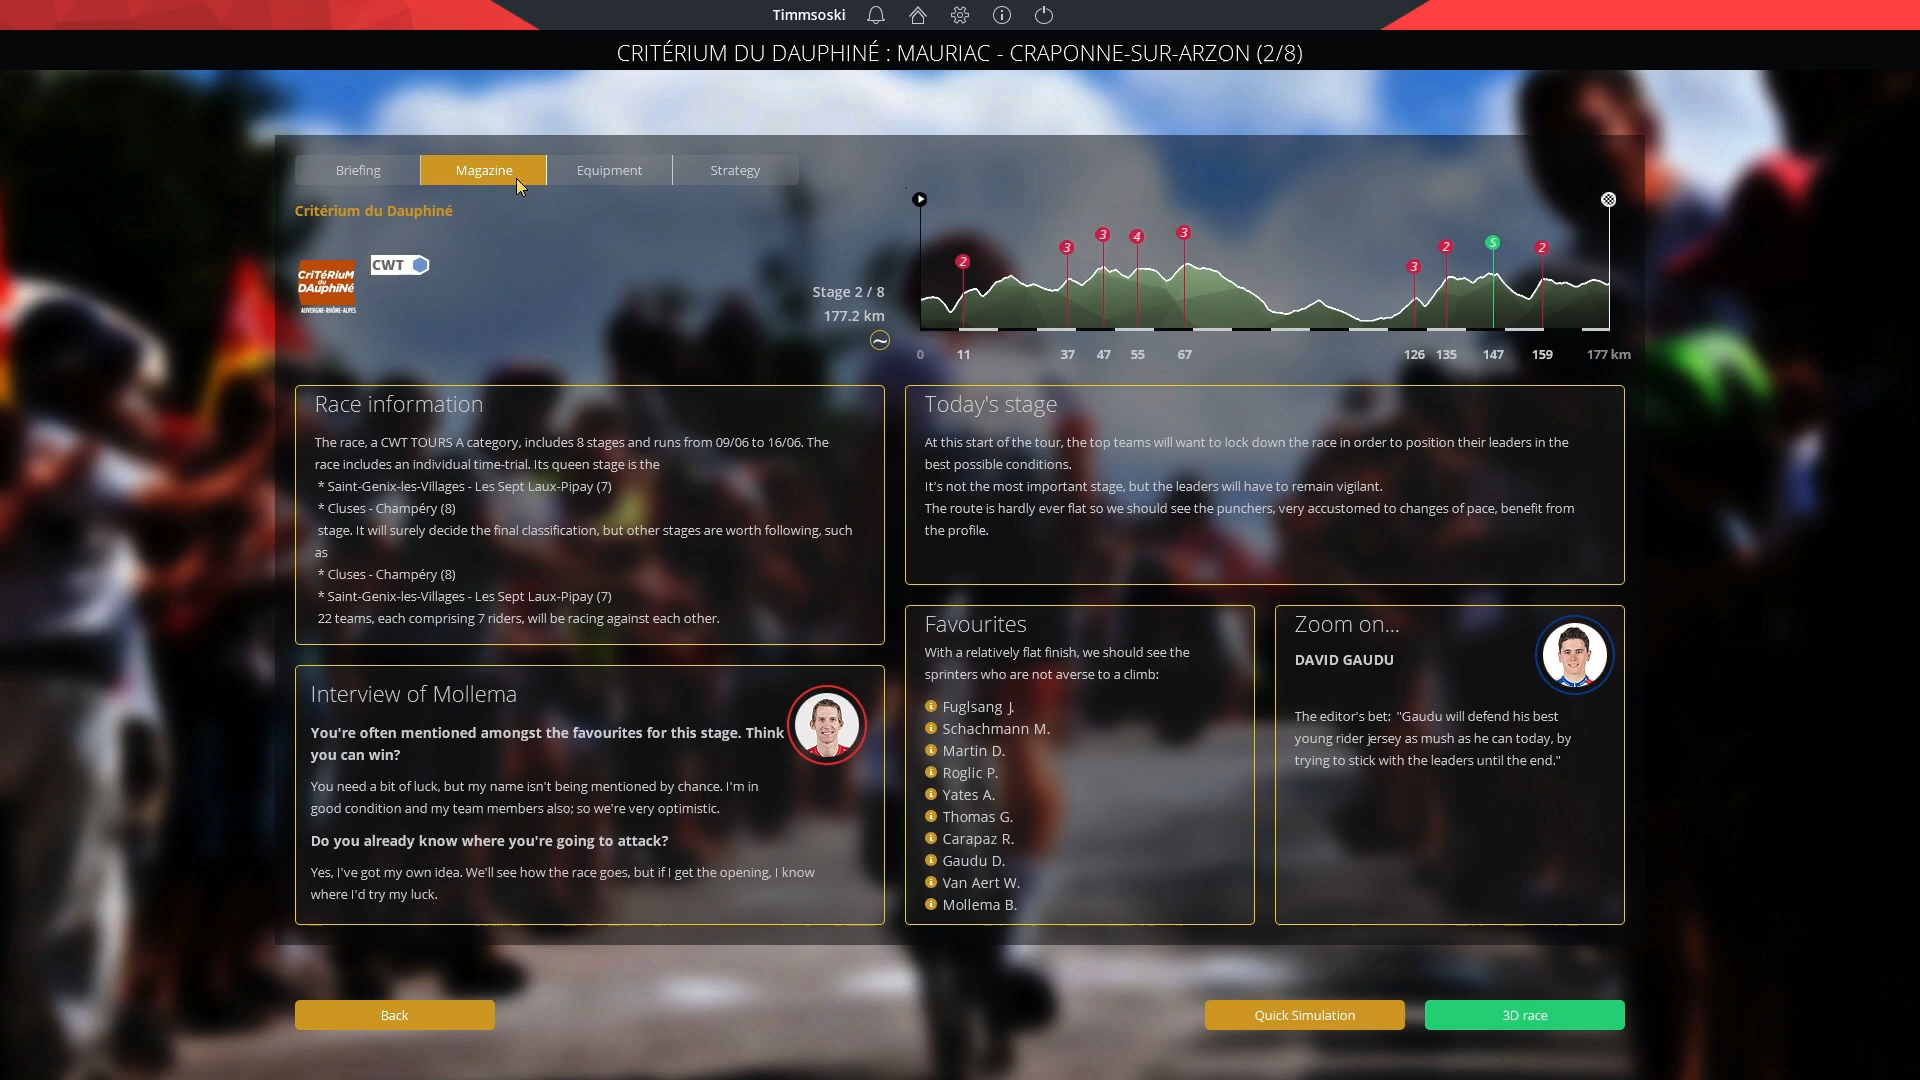 Timmsoski
CRITÉRIUM DU DAUPHINÉ : MAURIAC - CRAPONNE-SUR-ARZON (2/8)
Briefing
Magazine
Equipment
Strategy
Critérium du Dauphiné
CriTéRiuM
du
DAuphiNé
AUVERGNE-RHÔNE-ALPES
CWT
Stage 2 / 8
177.2 km
2
3
3
4
3
3
2
S
2
0
11
37
47
55
67
126
135
147
159
177 km
Race information
The race, a CWT TOURS A category, includes 8 stages and runs from 09/06 to 16/06. The
race includes an individual time-trial. Its queen stage is the
* Saint-Genix-les-Villages - Les Sept Laux-Pipay (7)
* Cluses - Champéry (8)
stage. It will surely decide the final classification, but other stages are worth following, such
as
* Cluses - Champéry (8)
* Saint-Genix-les-Villages - Les Sept Laux-Pipay (7)
22 teams, each comprising 7 riders, will be racing against each other.
Today's stage
At this start of the tour, the top teams will want to lock down the race in order to position their leaders in the
best possible conditions.
It's not the most important stage, but the leaders will have to remain vigilant.
The route is hardly ever flat so we should see the punchers, very accustomed to changes of pace, benefit from
the profile.
Interview of Mollema
You're often mentioned amongst the favourites for this stage. Think
you can win?
You need a bit of luck, but my name isn't being mentioned by chance. I'm in
good condition and my team members also; so we're very optimistic.
Do you already know where you're going to attack?
Yes, I've got my own idea. We'll see how the race goes, but if I get the opening, I know
where I'd try my luck.
Favourites
With a relatively flat finish, we should see the
sprinters who are not averse to a climb:
Fuglsang J.
Schachmann M.
Martin D.
Roglic P.
Yates A.
Thomas G.
Carapaz R.
Gaudu D.
Van Aert W.
Mollema B.
Zoom on...
DAVID GAUDU
The editor's bet: "Gaudu will defend his best
young rider jersey as mush as he can today, by
trying to stick with the leaders until the end."
Back
Quick Simulation
3D race